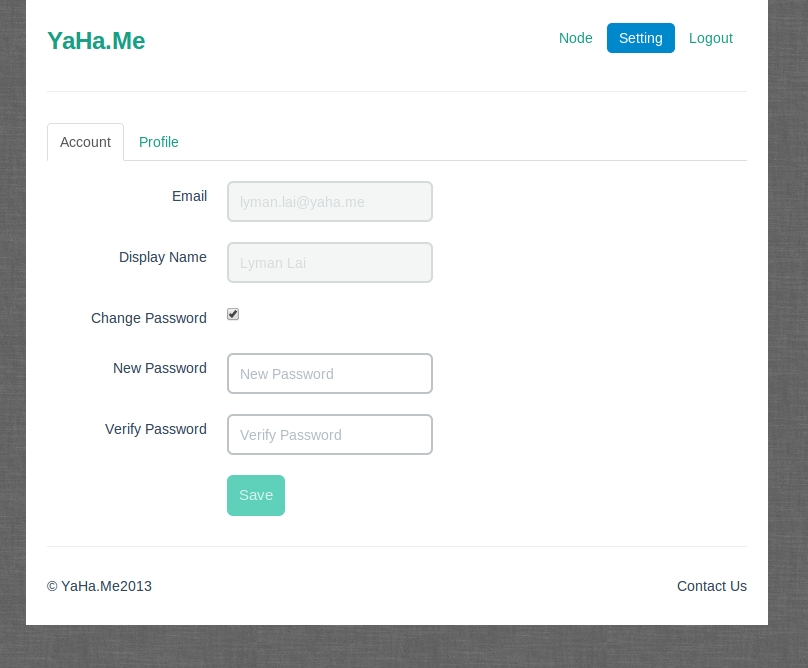 YaHa.Me
Node Setting Logout
Account Profile
Email lyman.lai@yaha.me
Display Name Lyman Lai
Change Password
New Password New Password
Verify Password Verify Password
Save
© YaHa.Me2013 Contact Us